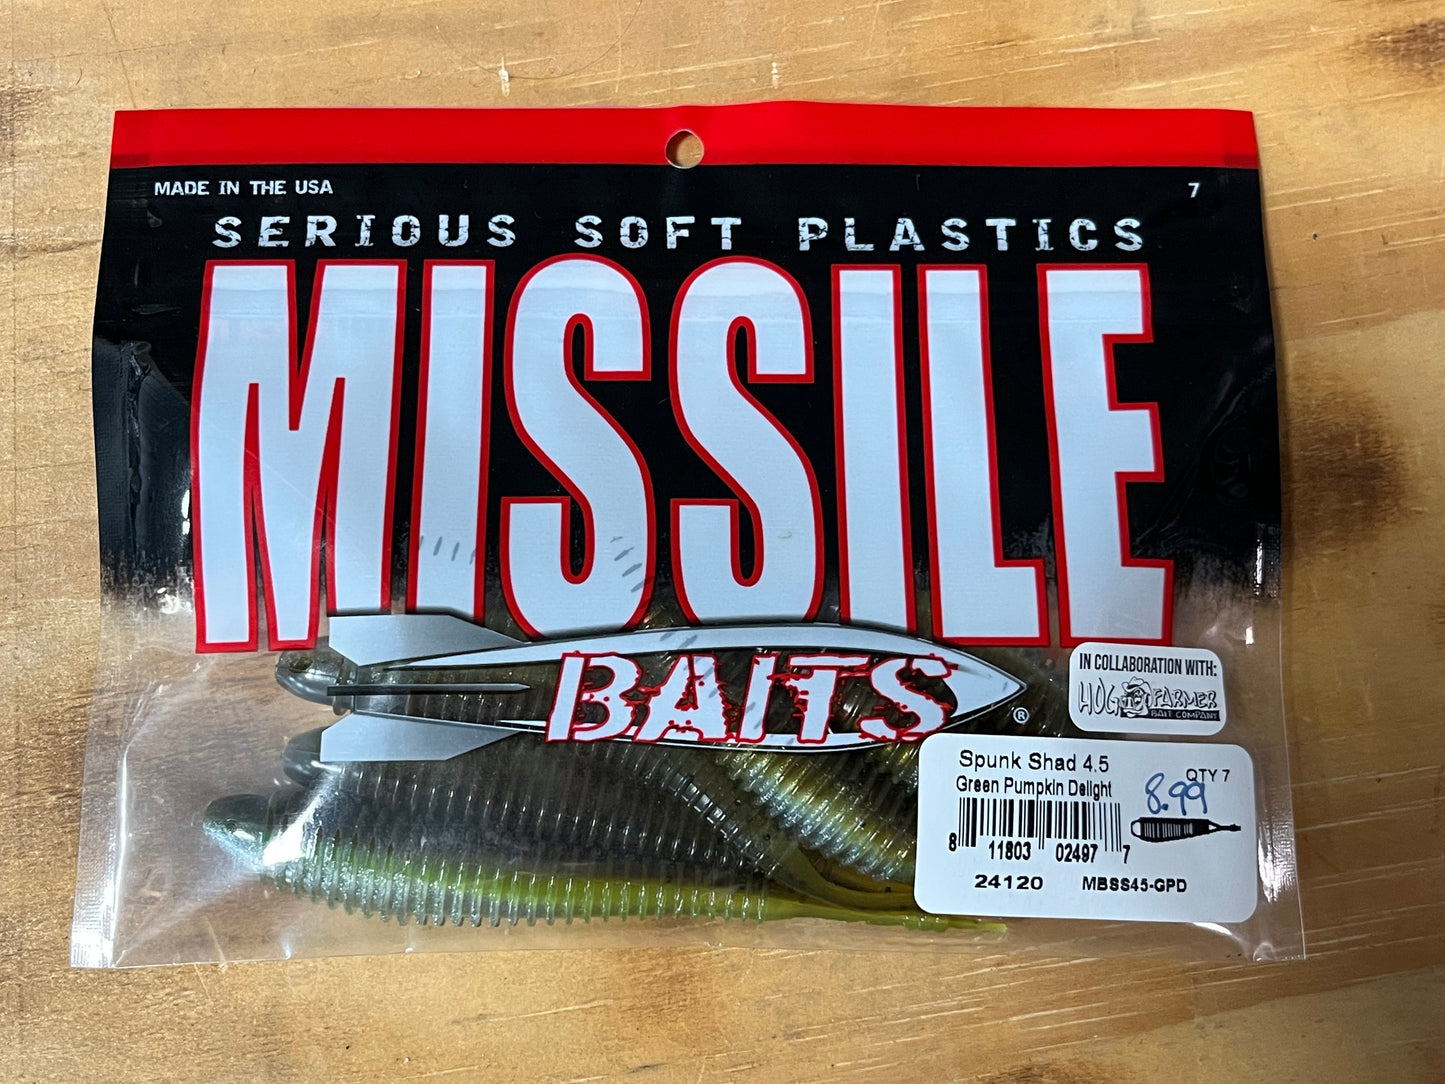 MADE IN THE USA
7
SERIOUS SOFT PLASTICS
MISSILE
BAITS
®
IN COLLABORATION WITH:
HOG FARMER
BAIT COMPANY
Spunk Shad 4.5
Green Pumpkin Delight
QTY 7
8.99
8 11803 02497 7
24120 MBSS45-GPD